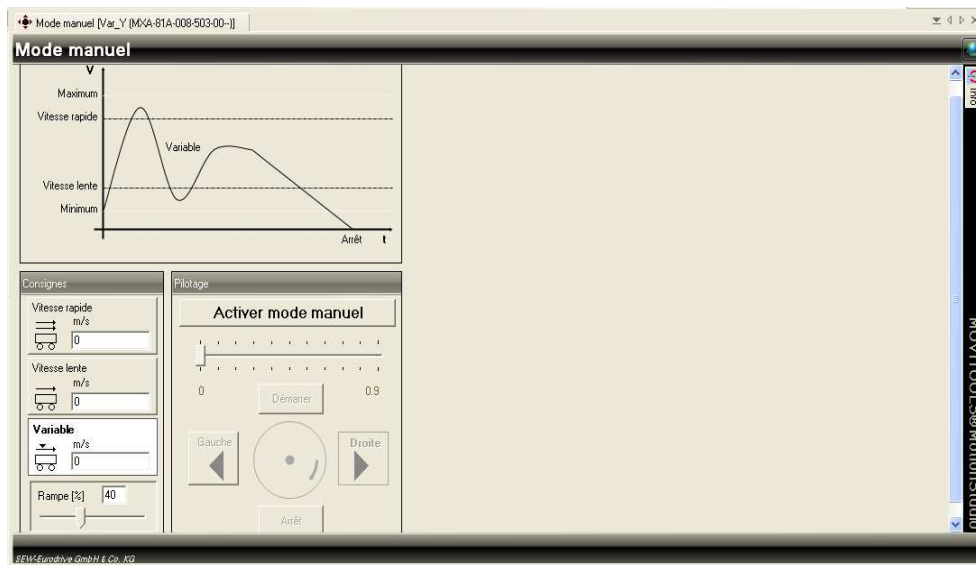 Mode manuel [Var_Y (MXA-81A-008-503-00--)]
Mode manuel
Info
V
Maximum
Vitesse rapide
Variable
Vitesse lente
Minimum
Arrêt t
Consignes
Vitesse rapide
m/s
0
Vitesse lente
m/s
0
Variable
m/s
0
Rampe [%] 40
Pilotage
Activer mode manuel
0 0.9
Démarrer
Gauche
Droite
Arrêt
MOVITOOLS®MotionStudio
SEW-Eurodrive GmbH & Co. KG